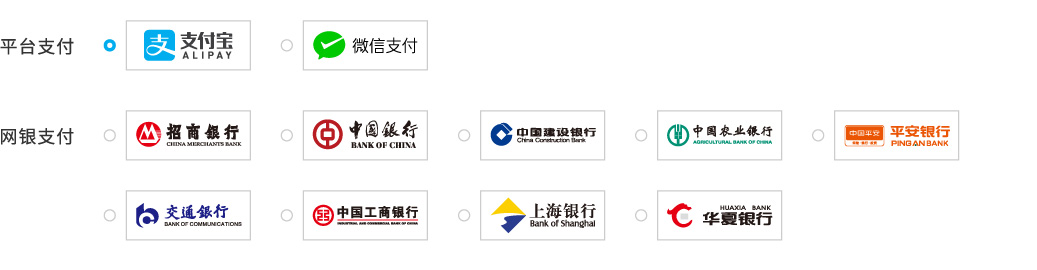 平台支付
支
支付宝
ALIPAY
微信支付
网银支付
招商银行
CHINA MERCHANTS BANK
中国银行
BANK OF CHINA
中国建设银行
China Construction Bank
中国农业银行
AGRICULTURAL BANK OF CHINA
中国平安
平安银行
PING AN BANK
交通银行
BANK OF COMMUNICATIONS
中国工商银行
INDUSTRIAL AND COMMERCIAL BANK OF CHINA
上海银行
Bank of Shanghai
HUAXIA BANK
华夏银行